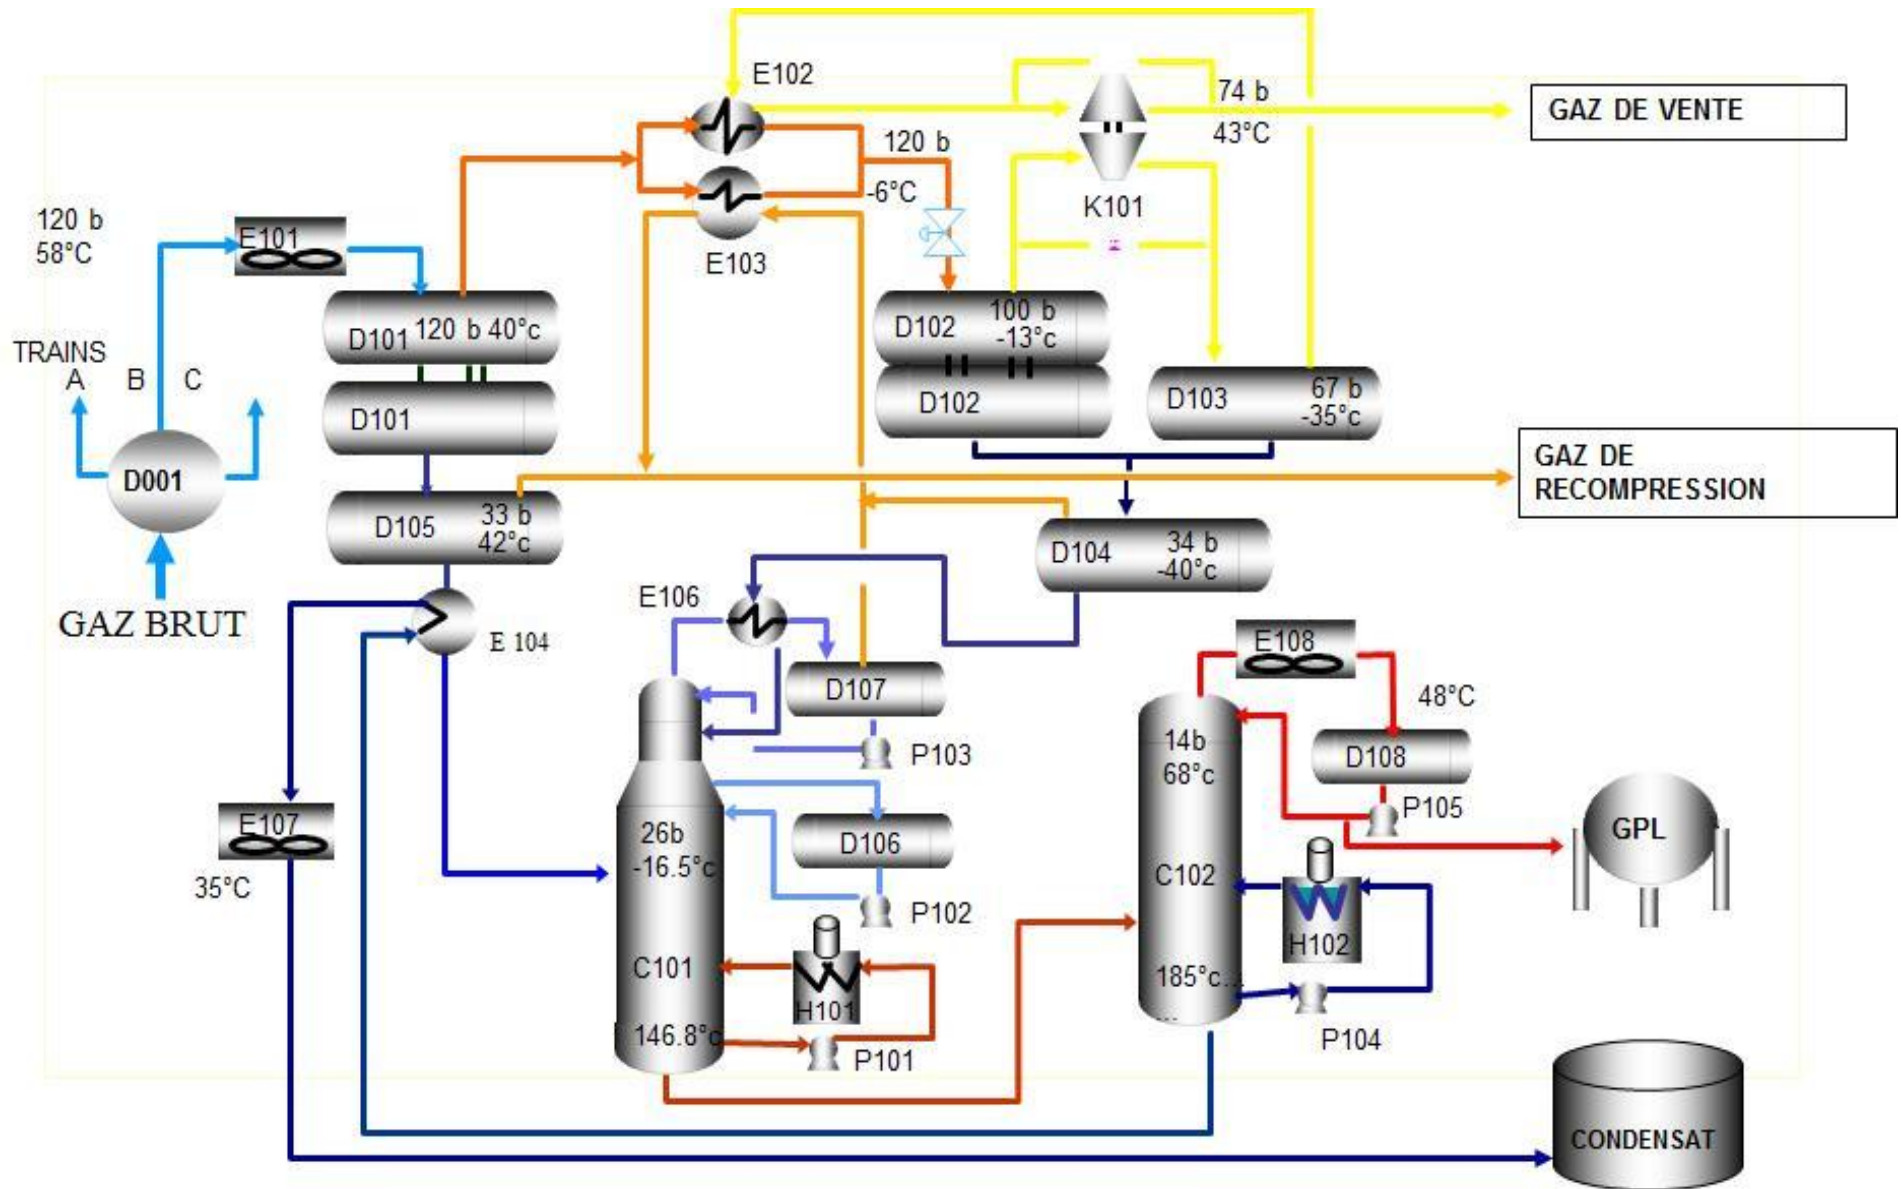 E102
74 b
43°C
GAZ DE VENTE
120 b
-6°C
K101
E103
120 b
58°C
E101
D101
120 b 40°c
D102
100 b
-13°c
TRAINS
A B C
D101
D102
D103
67 b
-35°c
D001
GAZ DE
RECOMPRESSION
D105
33 b
42°c
D104
34 b
-40°c
GAZ BRUT
E 104
E106
E108
D107
48°C
P103
14b
68°c
D108
P105
E107
35°C
26b
-16.5°c
D106
GPL
C102
P102
C101
H102
H101
185°c...
...
146.8°c
P101
P104
CONDENSAT